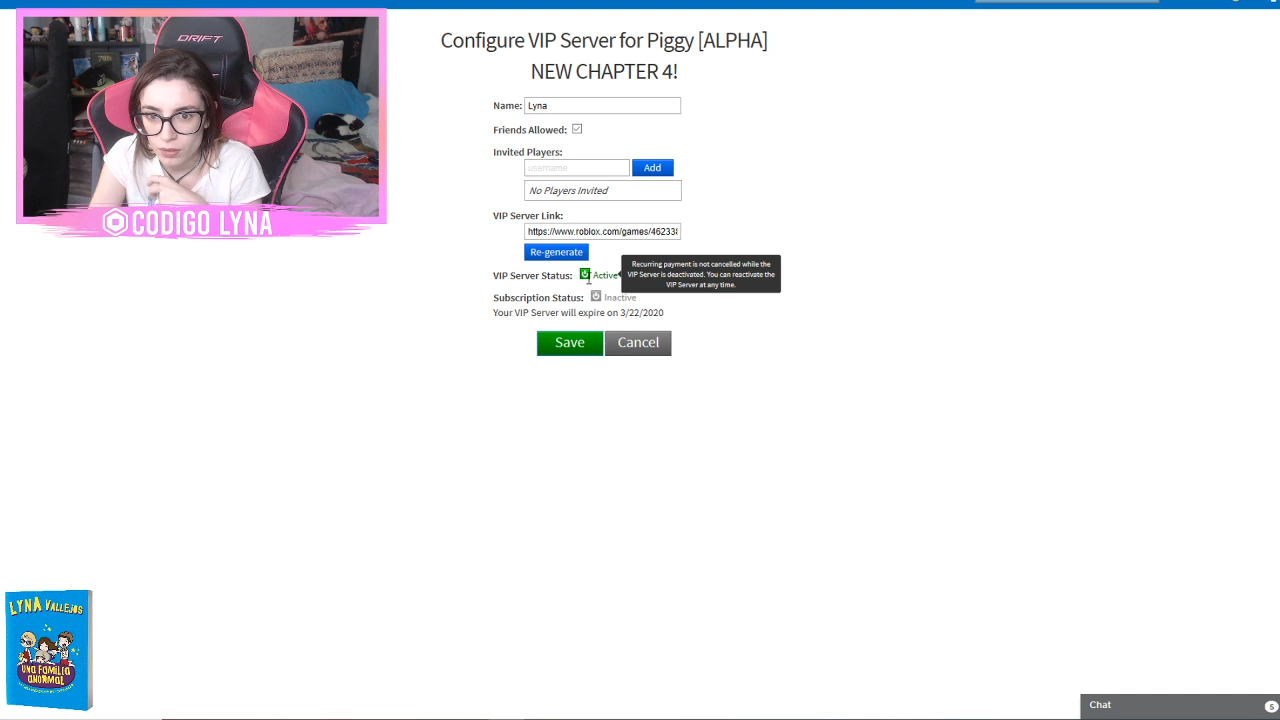 DRIFT
CODIGO LYNA
Configure VIP Server for Piggy [ALPHA]
NEW CHAPTER 4!
Name: Lyna
Friends Allowed:
Invited Players:
username Add
No Players Invited
VIP Server Link:
https://www.roblox.com/games/46233
Re-generate
VIP Server Status: Active
Recurring payment is not cancelled while the
VIP Server is deactivated. You can reactivate the
VIP Server at any time.
Subscription Status: Inactive
Your VIP Server will expire on 3/22/2020
Save Cancel
LYNA VALLEJOS
UNA FAMILIA
ANORMAL
Chat 5